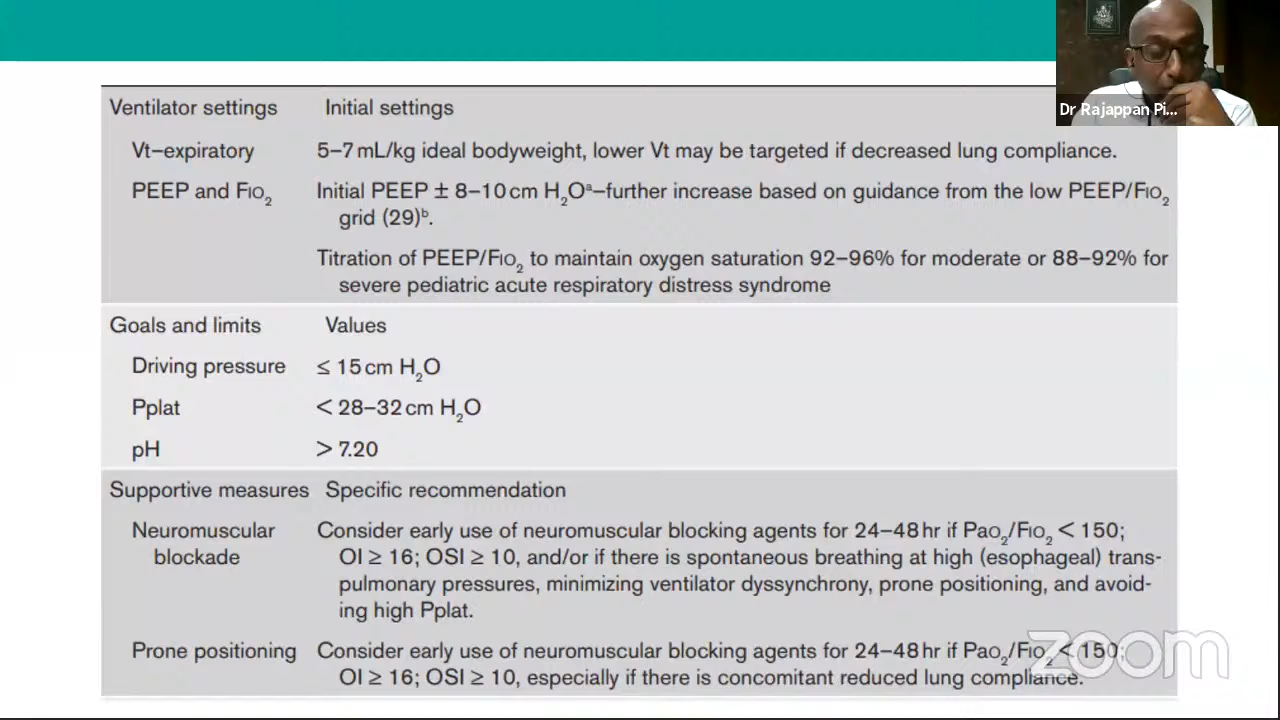 Dr Rajappan Pi...
Ventilator settings Initial settings
Vt–expiratory 5–7 mL/kg ideal bodyweight, lower Vt may be targeted if decreased lung compliance.
PEEP and FIO₂ Initial PEEP ± 8–10 cm H₂Oᵃ–further increase based on guidance from the low PEEP/FIO₂
grid (29)ᵇ.
Titration of PEEP/FIO₂ to maintain oxygen saturation 92–96% for moderate or 88–92% for
severe pediatric acute respiratory distress syndrome
Goals and limits Values
Driving pressure ≤ 15 cm H₂O
Pplat < 28–32 cm H₂O
pH > 7.20
Supportive measures Specific recommendation
Neuromuscular Consider early use of neuromuscular blocking agents for 24–48 hr if PaO₂/FIO₂ < 150;
blockade OI ≥ 16; OSI ≥ 10, and/or if there is spontaneous breathing at high (esophageal) trans-
pulmonary pressures, minimizing ventilator dyssynchrony, prone positioning, and avoid-
ing high Pplat.
Prone positioning Consider early use of neuromuscular blocking agents for 24–48 hr if PaO₂/FIO₂ < 150;
OI ≥ 16; OSI ≥ 10, especially if there is concomitant reduced lung compliance.
zoom